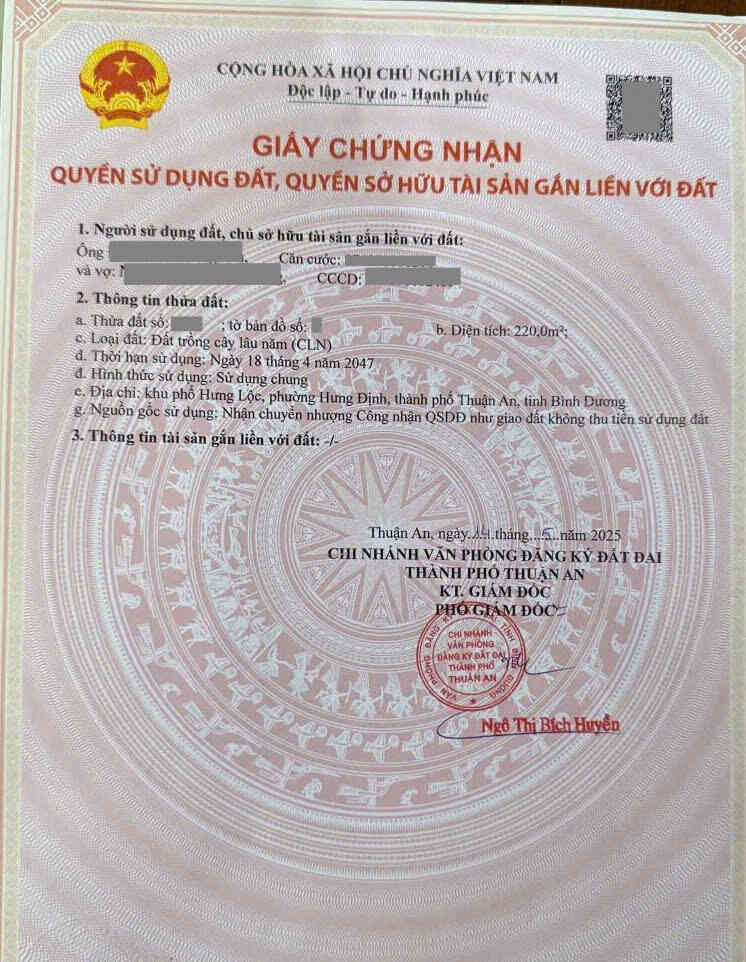 CỘNG HÒA XÃ HỘI CHỦ NGHĨA VIỆT NAM
Độc lập - Tự do - Hạnh phúc
GIẤY CHỨNG NHẬN
QUYỀN SỬ DỤNG ĐẤT, QUYỀN SỞ HỮU TÀI SẢN GẮN LIỀN VỚI ĐẤT
1. Người sử dụng đất, chủ sở hữu tài sản gắn liền với đất:
Ông Căn cước:
và vợ: CCCD:
2. Thông tin thửa đất:
a. Thửa đất số: ; tờ bản đồ số: b. Diện tích: 220,0m²;
c. Loại đất: Đất trồng cây lâu năm (CLN)
d. Thời hạn sử dụng: Ngày 18 tháng 4 năm 2047
đ. Hình thức sử dụng: Sử dụng chung
e. Địa chỉ: khu phố Hưng Lộc, phường Hưng Định, thành phố Thuận An, tỉnh Bình Dương
g. Nguồn gốc sử dụng: Nhận chuyển nhượng Công nhận QSDĐ như giao đất không thu tiền sử dụng đất
3. Thông tin tài sản gắn liền với đất: -/-
Thuận An, ngày 14 tháng 5 năm 2025
CHI NHÁNH VĂN PHÒNG ĐĂNG KÝ ĐẤT ĐAI
THÀNH PHỐ THUẬN AN
KT. GIÁM ĐỐC
PHÓ GIÁM ĐỐC
CHI NHÁNH
VĂN PHÒNG
ĐĂNG KÝ ĐẤT ĐAI
THÀNH PHỐ
THUẬN AN
Ngô Thị Bích Huyền